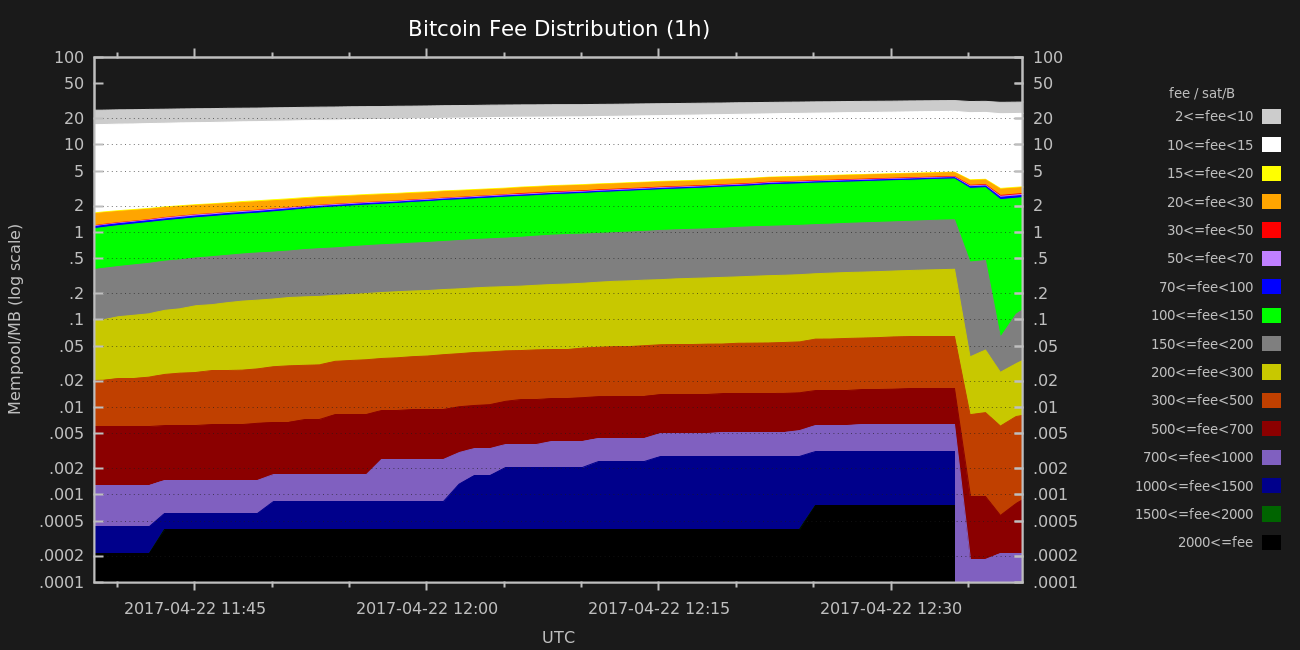 Bitcoin Fee Distribution (1h)
100 100
50 50
20 20
10 10
5 5
2 2
1 1
.5 .5
.2 .2
.1 .1
.05 .05
.02 .02
.01 .01
.005 .005
.002 .002
.001 .001
.0005 .0005
.0002 .0002
.0001 .0001
Mempool/MB (log scale)
2017-04-22 11:45 2017-04-22 12:00 2017-04-22 12:15 2017-04-22 12:30
UTC
fee / sat/B
2<=fee<10
10<=fee<15
15<=fee<20
20<=fee<30
30<=fee<50
50<=fee<70
70<=fee<100
100<=fee<150
150<=fee<200
200<=fee<300
300<=fee<500
500<=fee<700
700<=fee<1000
1000<=fee<1500
1500<=fee<2000
2000<=fee